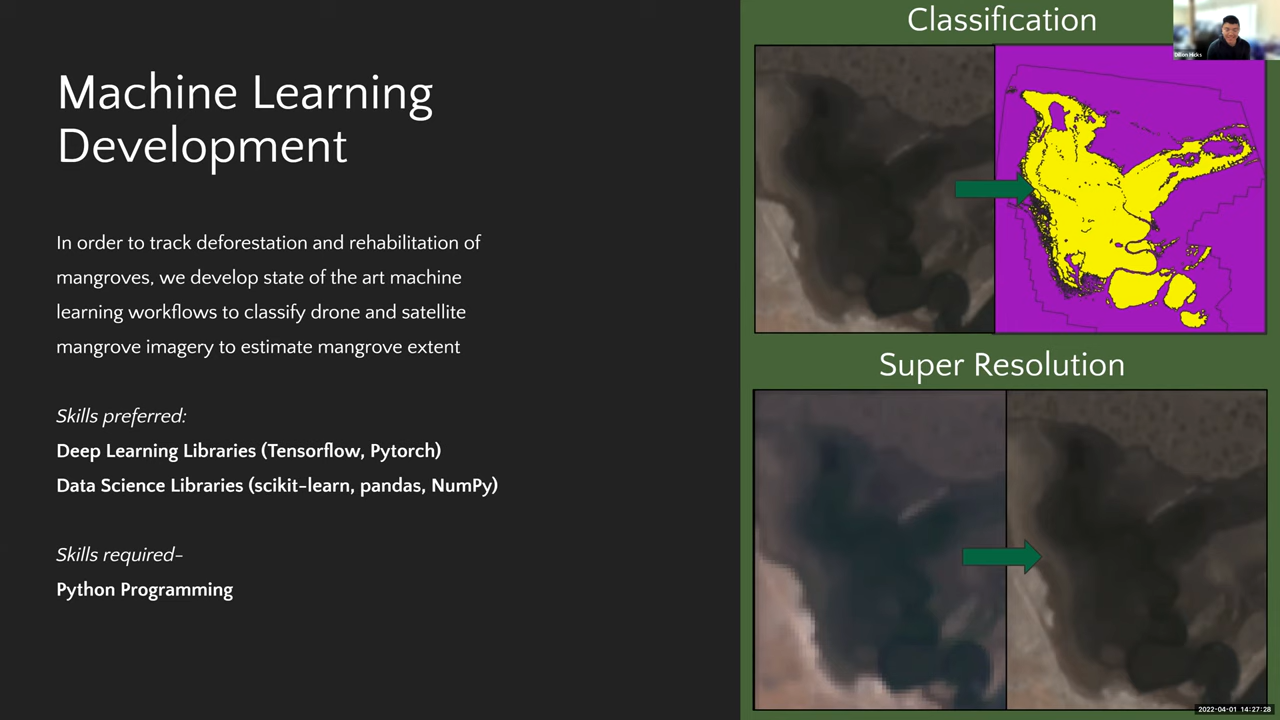 Machine Learning
Development
In order to track deforestation and rehabilitation of
mangroves, we develop state of the art machine
learning workflows to classify drone and satellite
mangrove imagery to estimate mangrove extent
Skills preferred:
Deep Learning Libraries (Tensorflow, Pytorch)
Data Science Libraries (scikit-learn, pandas, NumPy)
Skills required-
Python Programming
Classification
Dillon Hicks
Super Resolution
2022-04-01 14:27:28